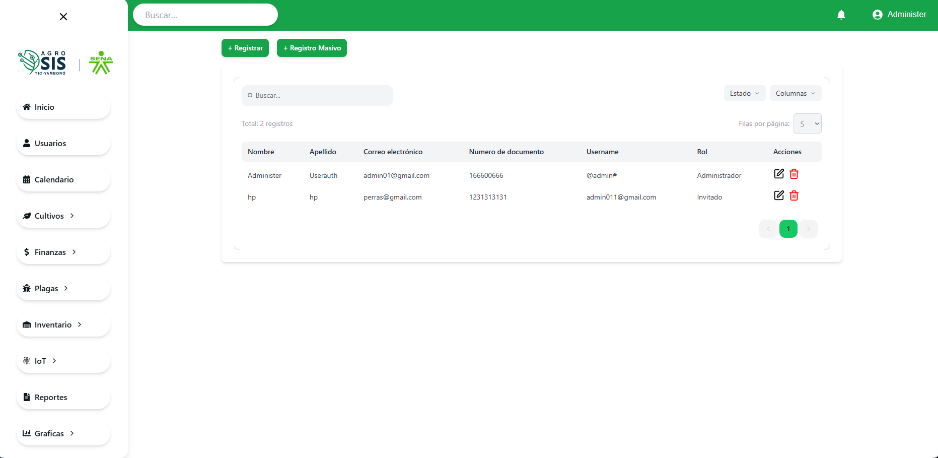 Buscar...
Administer
AGRO
SIS
TIC-YAMBORÓ
SENA
Inicio
Usuarios
Calendario
Cultivos
Finanzas
Plagas
Inventario
IoT
Reportes
Graficas
+ Registrar
+ Registro Masivo
Buscar...
Estado
Columnas
Total: 2 registros
Filas por página: 5
Nombre Apellido Correo electrónico Numero de documento Username Rol Acciones
Administer Userauth admin01@gmail.com 166600666 @admin# Administrador
hp hp perras@gmail.com 1231313131 admin011@gmail.com Invitado
< 1 >